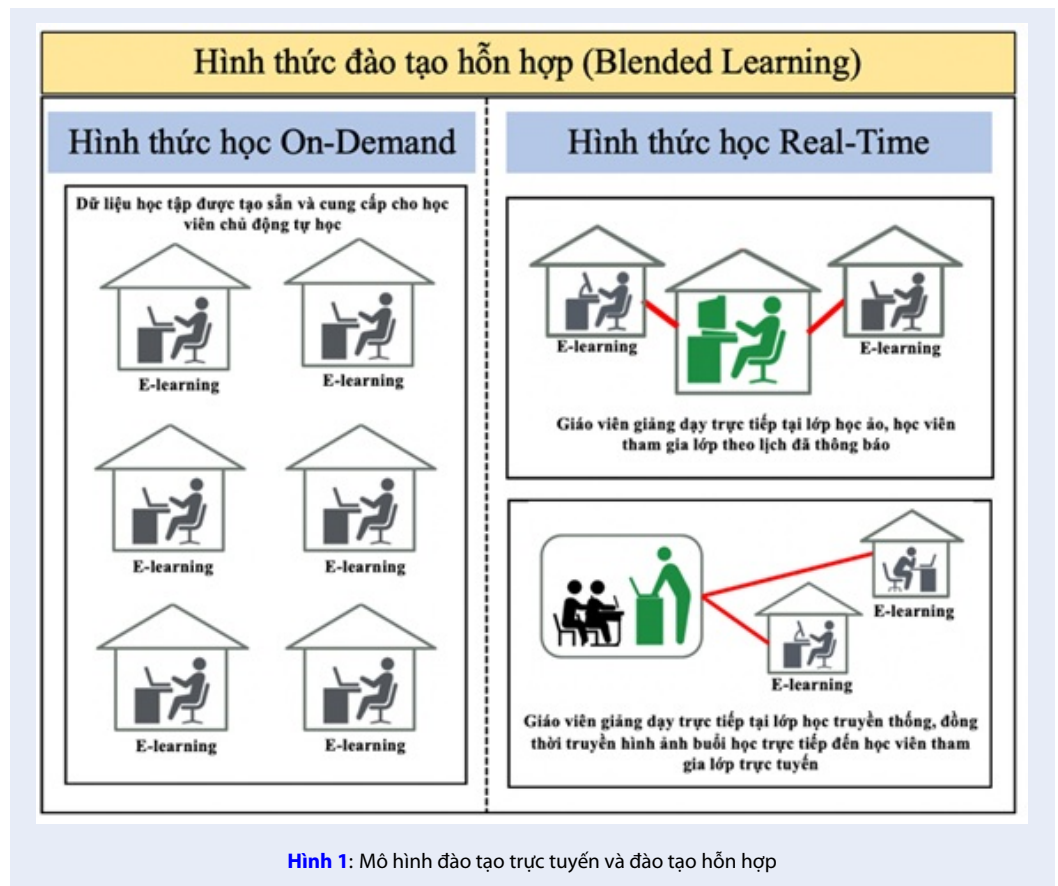 Hình thức đào tạo hỗn hợp (Blended Learning)
Hình thức học On-Demand
Dữ liệu học tập được tạo sẵn và cung cấp cho học
viên chủ động tự học
E-learning
E-learning
E-learning
E-learning
E-learning
E-learning
Hình thức học Real-Time
E-learning
E-learning
Giáo viên giảng dạy trực tiếp tại lớp học ảo, học viên
tham gia lớp theo lịch đã thông báo
E-learning
E-learning
Giáo viên giảng dạy trực tiếp tại lớp học truyền thống, đồng
thời truyền hình ảnh buổi học trực tiếp đến học viên tham
gia lớp trực tuyến
Hình 1: Mô hình đào tạo trực tuyến và đào tạo hỗn hợp